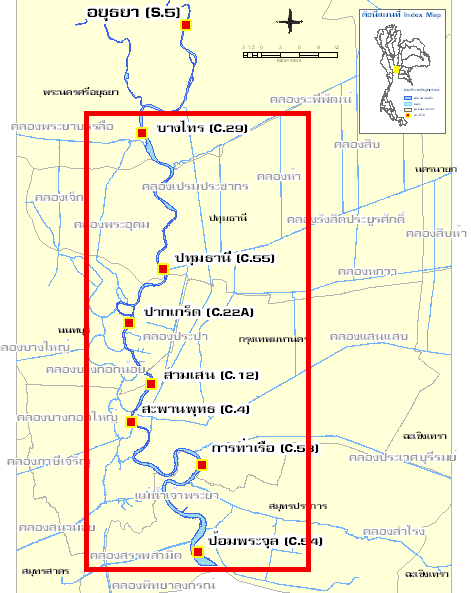 อยุธยา (S.5)
ดัชนีแผนที่ Index Map
พระนครศรีอยุธยา
คลองระพีพัฒน์
คลองพระยาบรรลือ
บางไทร (C.29)
คลองสิบ
นครนายก
คลองห้า
คลองเปรมประชากร
คลองเจ็ก
คลองพระอุดม
ปทุมธานี
คลองรังสิตประยูรศักดิ์
คลองสิบห้า
ปทุมธานี (C.55)
คลองหกวา
ปากเกร็ด (C.22A)
นนทบุรี
คลองประปา
กรุงเทพมหานคร
คลองแสนแสบ
คลองบางใหญ่
คลองบางกอกน้อย
สามเสน (C.12)
สะพานพุทธ (C.4)
คลองบางกอกใหญ่
ฉะเชิงเทรา
การท่าเรือ (C.53)
คลองภาษีเจริญ
คลองประเวศบุรีรมย์
แม่น้ำเจ้าพระยา
สมุทรปราการ
คลองสนามชัย
คลองสำโรง
ป้อมพระจุล (C.54)
คลองสรรพสามิต
สมุทรสาคร
ฉะเชิงเทรา
คลองพิทยาลงกรณ์